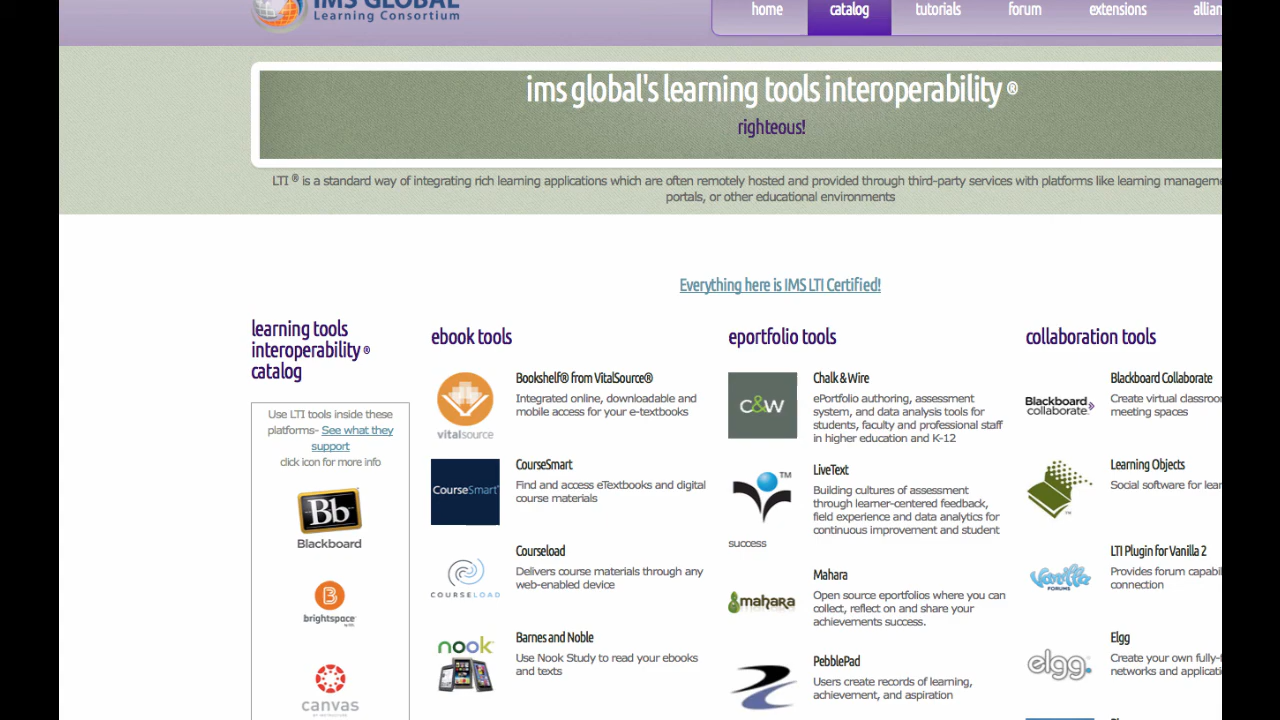 IMS GLOBAL
Learning Consortium
home catalog tutorials forum extensions
ims global's learning tools interoperability ®
righteous!
LTI ® is a standard way of integrating rich learning applications which are often remotely hosted and provided through third-party services with platforms like learning
portals, or other educational environments
Everything here is IMS LTI Certified!
learning tools
interoperability ®
catalog
Use LTI tools inside these
platforms- See what they
support
click icon for more info
Bb
Blackboard
B
brightspace
canvas
ebook tools
vitalsource
Bookshelf® from VitalSource®
Integrated online, downloadable and
mobile access for your e-textbooks
CourseSmart
CourseSmart
Find and access eTextbooks and digital
course materials
COURSELOAD
Courseload
Delivers course materials through any
web-enabled device
nook
Barnes and Noble
Use Nook Study to read your ebooks
and texts
eportfolio tools
C&W
Chalk & Wire
ePortfolio authoring, assessment
system, and data analysis tools for
students, faculty and professional staff
in higher education and K-12
TM
LiveText
Building cultures of assessment
through learner-centered feedback,
field experience and data analytics for
continuous improvement and student
success
mahara
Mahara
Open source eportfolios where you can
collect, reflect on and share your
achievements success.
PebblePad
Users create records of learning,
achievement, and aspiration
collaboration tools
Blackboard
collaborate
Blackboard Collaborate
Create virtual
meeting spaces
Learning Objects
Social software for
Vanilla
FORUMS
LTI Plugin for Vanilla 2
Provides forum
connection
elgg
Elgg
Create your own
networks and